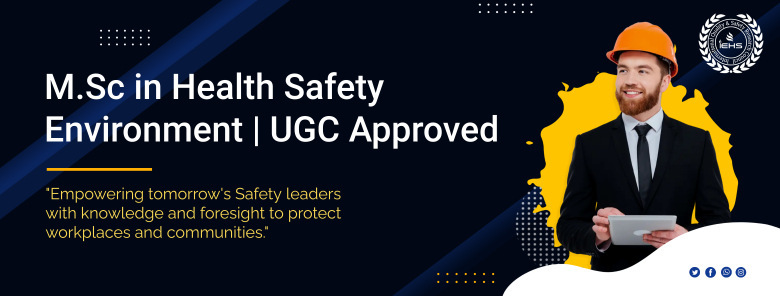 M.Sc in Health Safety
Environment | UGC Approved
"Empowering tomorrow's Safety leaders
with knowledge and foresight to protect
workplaces and communities."
IEHS